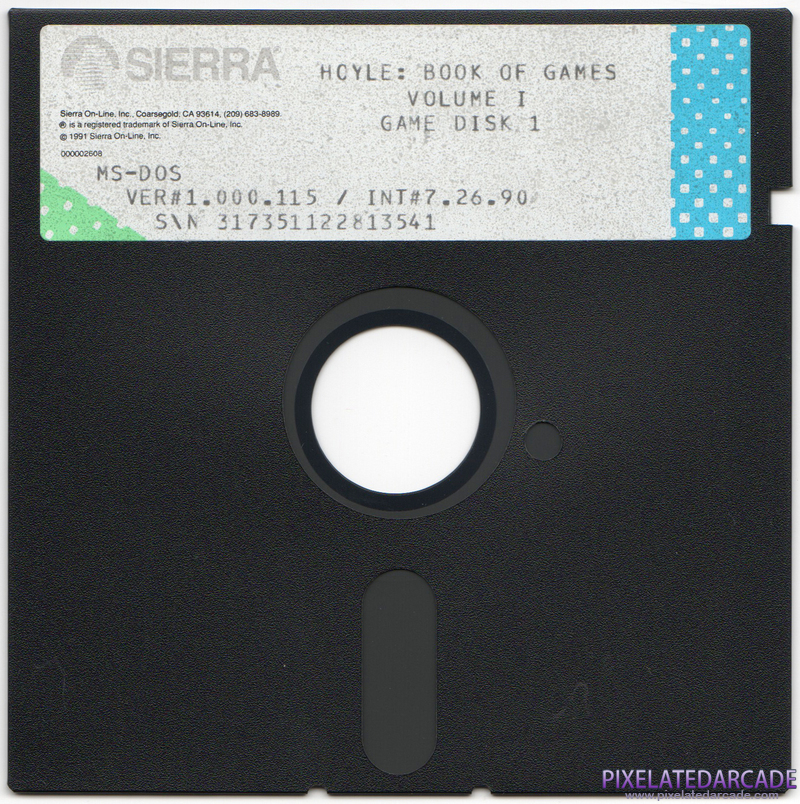 SIERRA
HOYLE: BOOK OF GAMES
VOLUME I
GAME DISK 1
Sierra On-Line, Inc., Coarsegold, CA 93614, (209) 683-8989.
® is a registered trademark of Sierra On-Line, Inc.
© 1991 Sierra On-Line, Inc.
000002608
MS-DOS
VER#1.000.115 / INT#7.26.90
S\N 317351122813541
PIXELATEDARCADE
www.pixelatedarcade.com